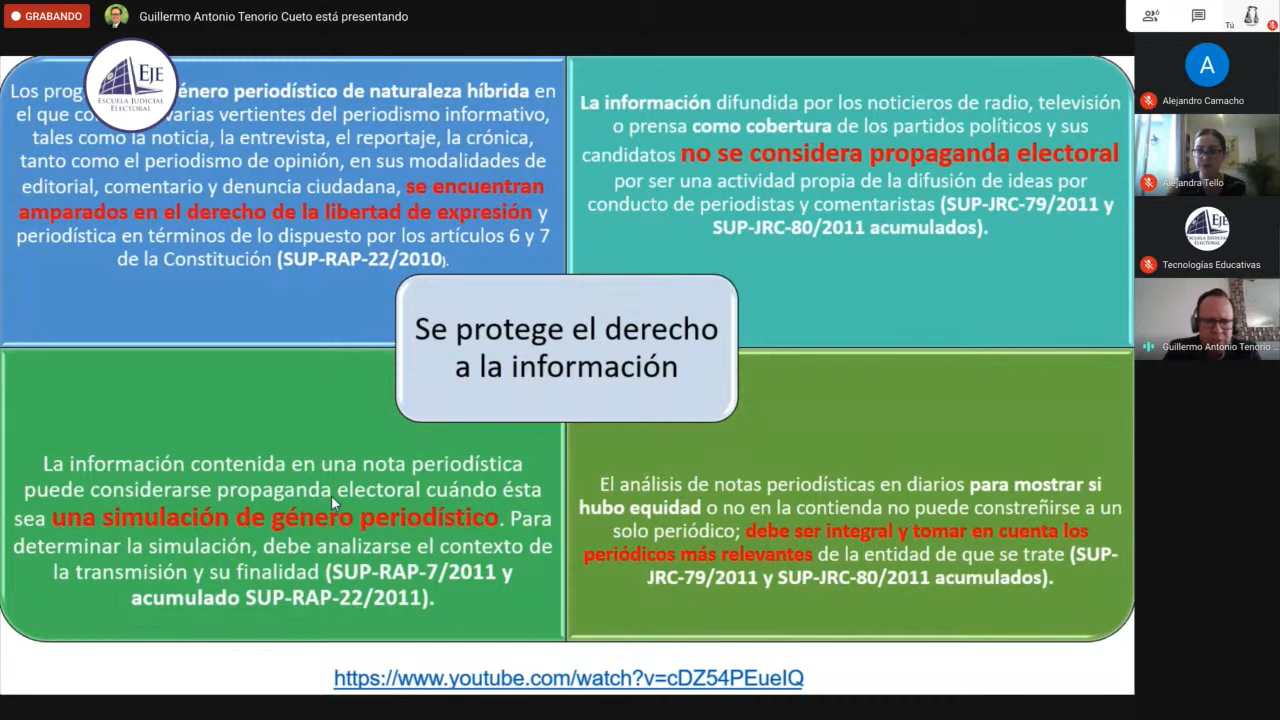 GRABANDO
Guillermo Antonio Tenorio Cueto está presentando
6
Tú
EJE
ESCUELA JUDICIAL
ELECTORAL
Los prog énero periodístico de naturaleza híbrida en
el que co varias vertientes del periodismo informativo,
tales como la noticia, la entrevista, el reportaje, la crónica,
tanto como el periodismo de opinión, en sus modalidades de
editorial, comentario y denuncia ciudadana, se encuentran
amparados en el derecho de la libertad de expresión y
periodística en términos de lo dispuesto por los artículos 6 y 7
de la Constitución (SUP-RAP-22/2010).
La información difundida por los noticieros de radio, televisión
o prensa como cobertura de los partidos políticos y sus
candidatos no se considera propaganda electoral
por ser una actividad propia de la difusión de ideas por
conducto de periodistas y comentaristas (SUP-JRC-79/2011 y
SUP-JRC-80/2011 acumulados).
Se protege el derecho
a la información
La información contenida en una nota periodística
puede considerarse propaganda electoral cuándo ésta
sea una simulación de género periodístico. Para
determinar la simulación, debe analizarse el contexto de
la transmisión y su finalidad (SUP-RAP-7/2011 y
acumulado SUP-RAP-22/2011).
El análisis de notas periodísticas en diarios para mostrar si
hubo equidad o no en la contienda no puede constreñirse a un
solo periódico; debe ser integral y tomar en cuenta los
periódicos más relevantes de la entidad de que se trate (SUP-
JRC-79/2011 y SUP-JRC-80/2011 acumulados).
https://www.youtube.com/watch?v=cDZ54PEueIQ
A
Alejandro Camacho
Alejandra Tello
EJE
ESCUELA JUDICIAL
ELECTORAL
Tecnologías Educativas
Guillermo Antonio Tenorio ...